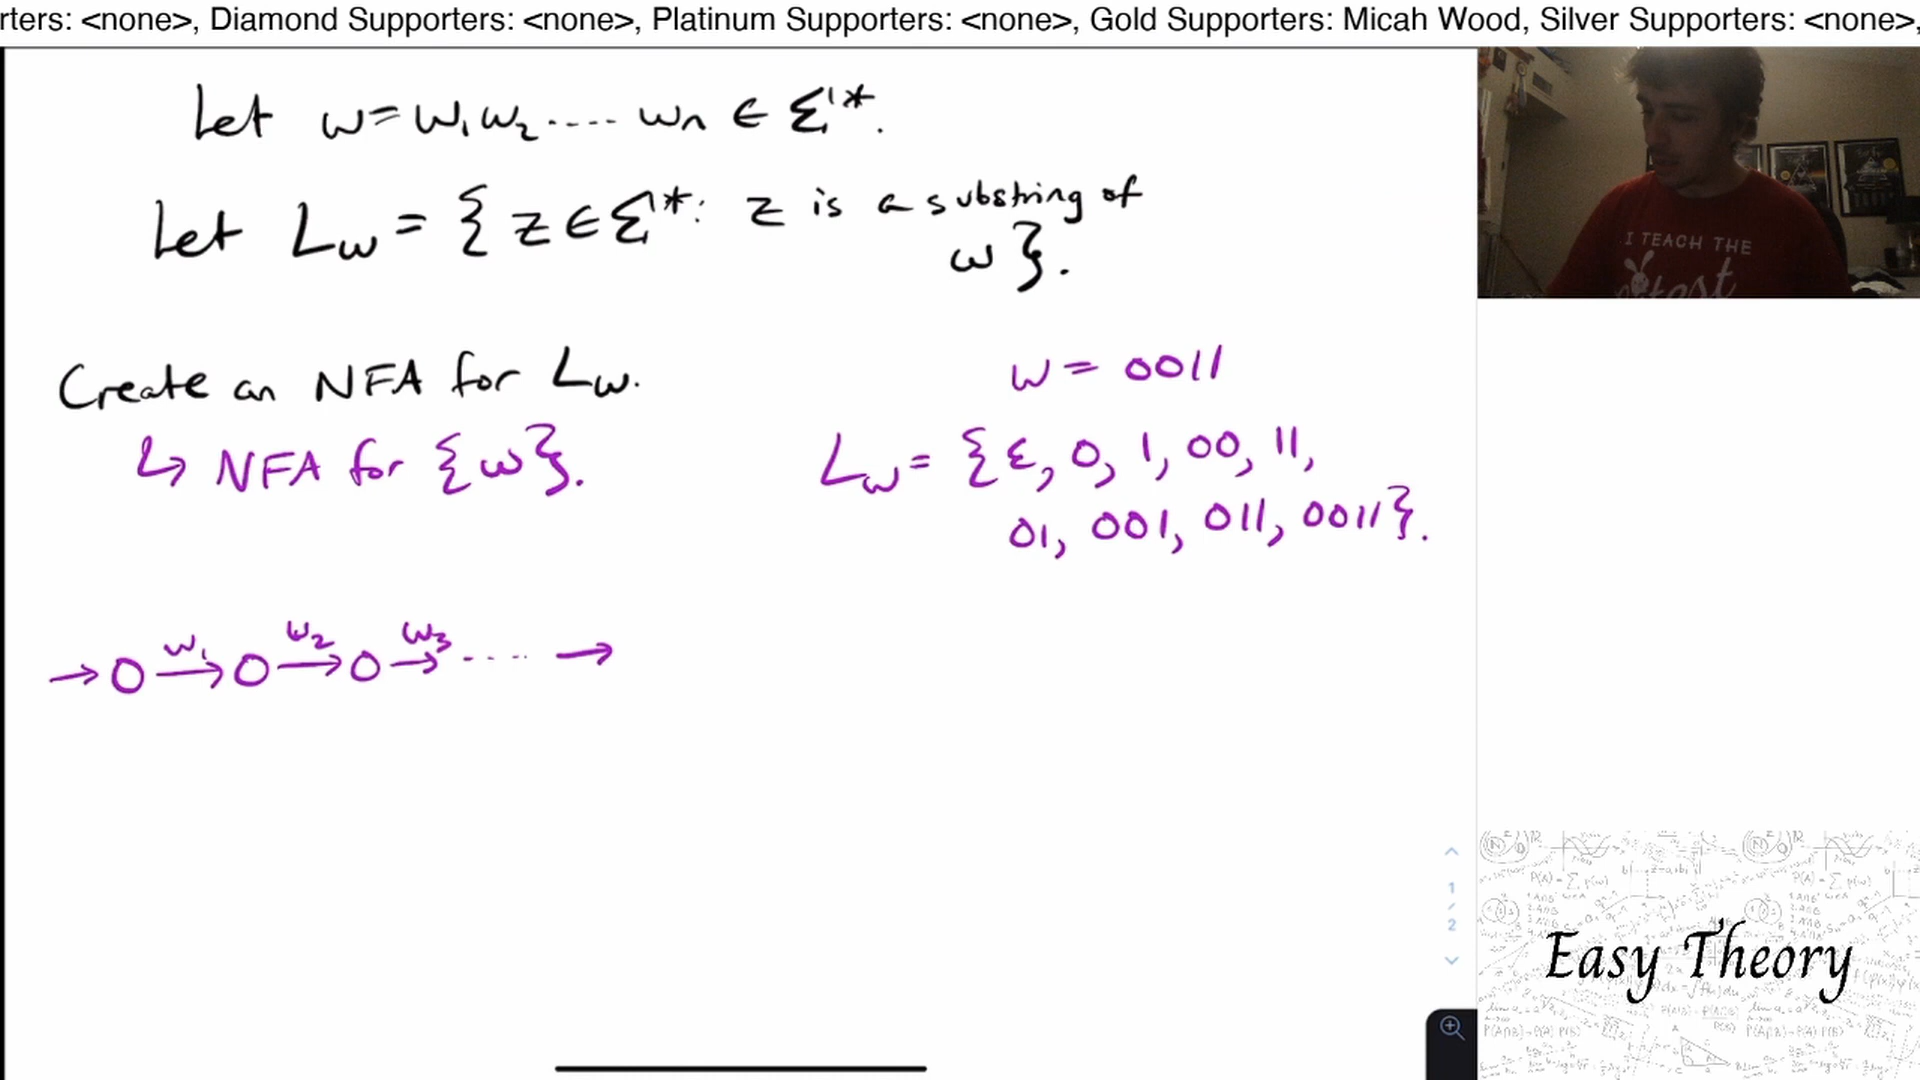 rters: <none>, Diamond Supporters: <none>, Platinum Supporters: <none>, Gold Supporters: Micah Wood, Silver Supporters: <none>,
Let w = w₁w₂.... wₙ ∈ Σ*.
Let L_w = { z ∈ Σ*: z is a substring of
w }.
Create an NFA for L_w.
↳ NFA for {w}.
w = 0011
L_w = {ε, 0, 1, 00, 11,
01, 001, 011, 0011}.
→ O w₁ → O w₂ → O w₃ → .... →
I TEACH THE
1
2
Easy Theory